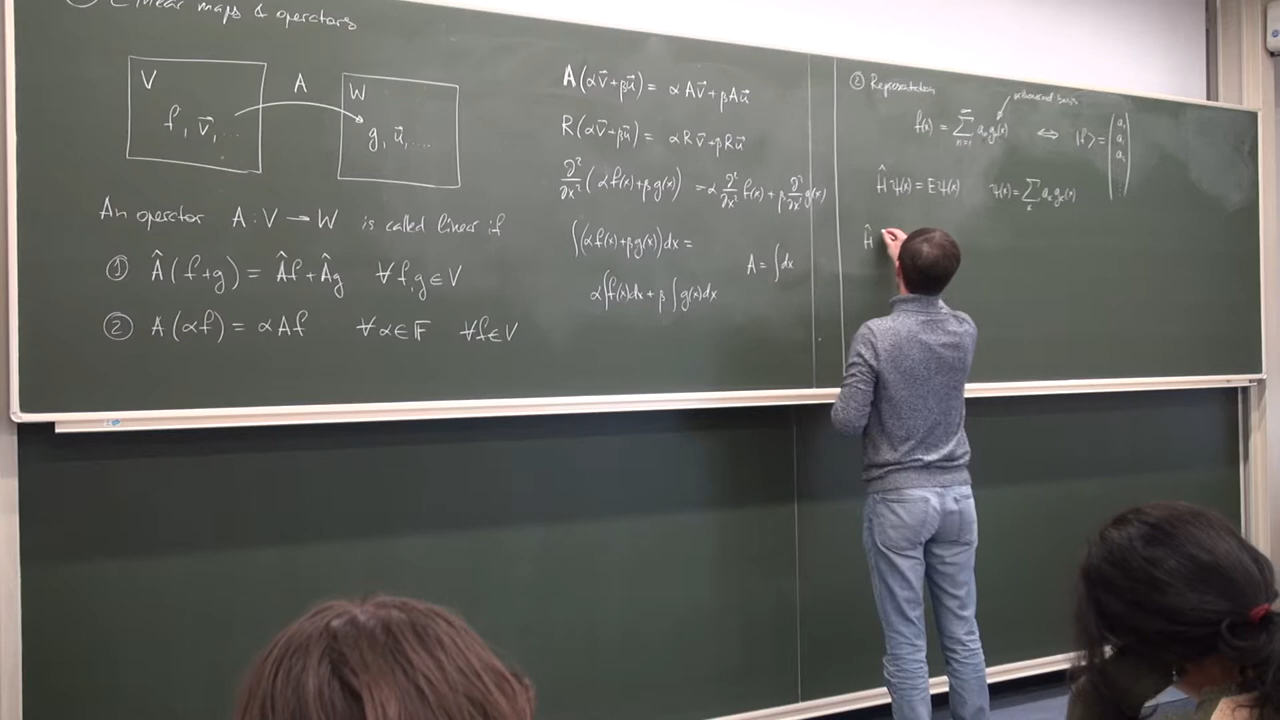 ① Linear maps & operators
V
f, v⃗, ...
A
W
g, u⃗, ...
An operator A : V → W is called linear if
① Â(f+g) = Âf + Âg ∀ f,g ∈ V
② A(αf) = αAf ∀ α ∈ 𝔽 ∀f ∈ V
A(αv⃗+βu⃗) = αAv⃗+βAu⃗
R(αv⃗+βu⃗) = αRv⃗+βRu⃗
∂²/∂x² (αf(x)+βg(x)) = α ∂²/∂x² f(x) + β ∂²/∂x² g(x)
∫(αf(x)+βg(x))dx =
α∫f(x)dx + β∫g(x)dx
A = ∫dx
② Representation
orthonormal basis
f(x) = ∑ₙ₌₁^∞ aₙgₙ(x) ⇔ |f> = (a₁ a₂ a₃ ⋮)
Ĥψ(x) = Eψ(x) ψ(x) = ∑ aₙgₙ(x)
Ĥ